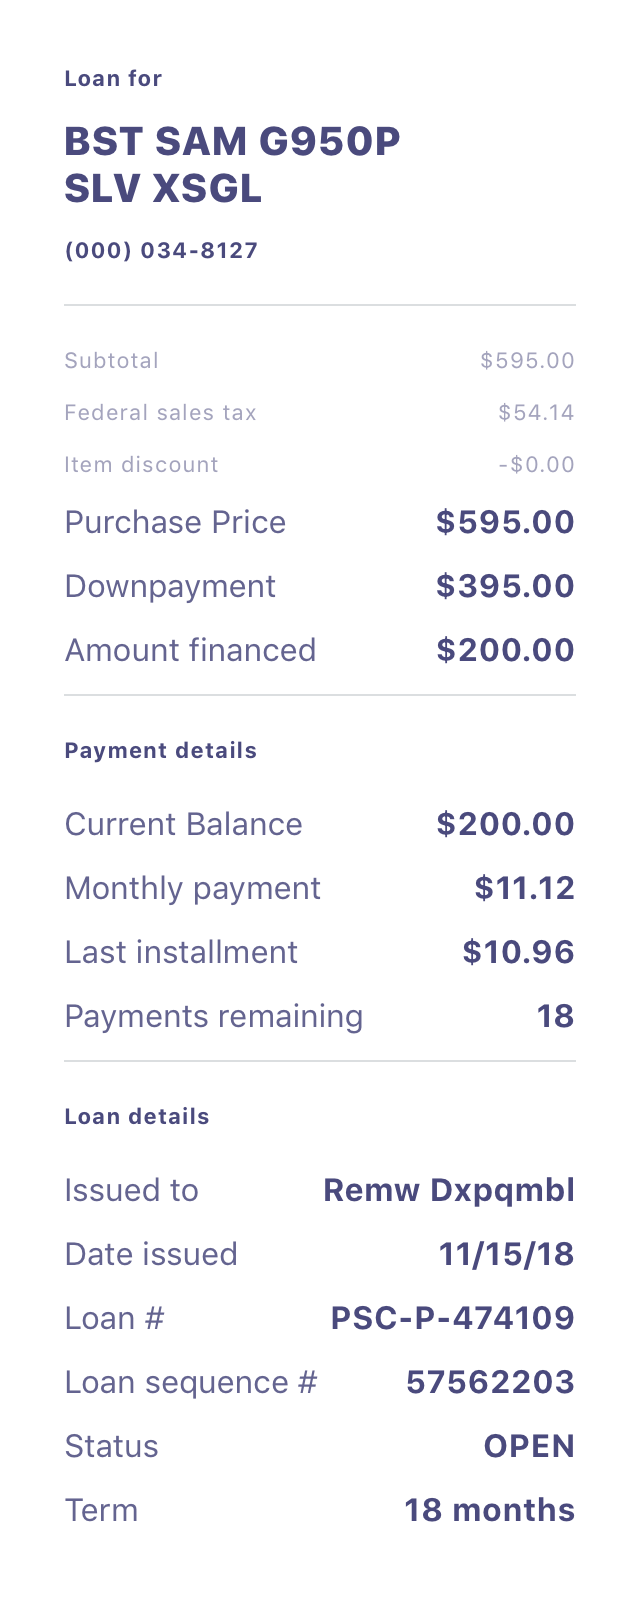 Loan for
BST SAM G950P
SLV XSGL
(000) 034-8127
Subtotal $595.00
Federal sales tax $54.14
Item discount -$0.00
Purchase Price $595.00
Downpayment $395.00
Amount financed $200.00
Payment details
Current Balance $200.00
Monthly payment $11.12
Last installment $10.96
Payments remaining 18
Loan details
Issued to Remw Dxpqmbl
Date issued 11/15/18
Loan # PSC-P-474109
Loan sequence # 57562203
Status OPEN
Term 18 months